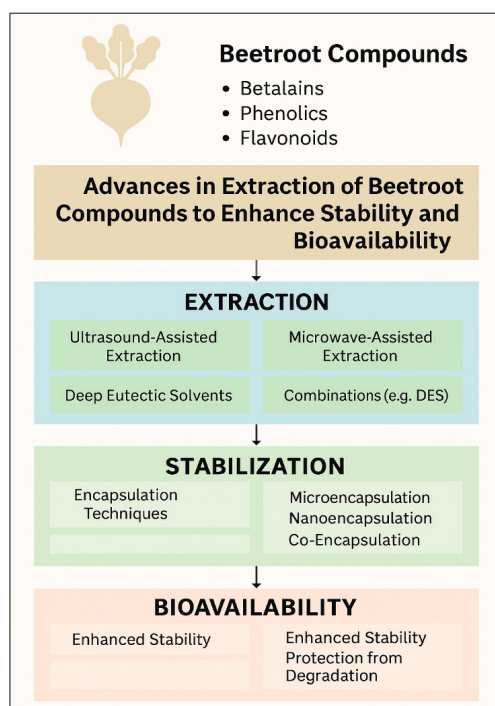 Beetroot Compounds
• Betalains
• Phenolics
• Flavonoids
Advances in Extraction of Beetroot
Compounds to Enhance Stability and
Bioavailability
EXTRACTION
Ultrasound-Assisted
Extraction
Microwave-Assisted
Extraction
Deep Eutectic Solvents
Combinations (e.g. DES)
STABILIZATION
Encapsulation
Techniques
Microencapsulation
Nanoencapsulation
Co-Encapsulation
BIOAVAILABILITY
Enhanced Stability
Enhanced Stability
Protection from
Degradation